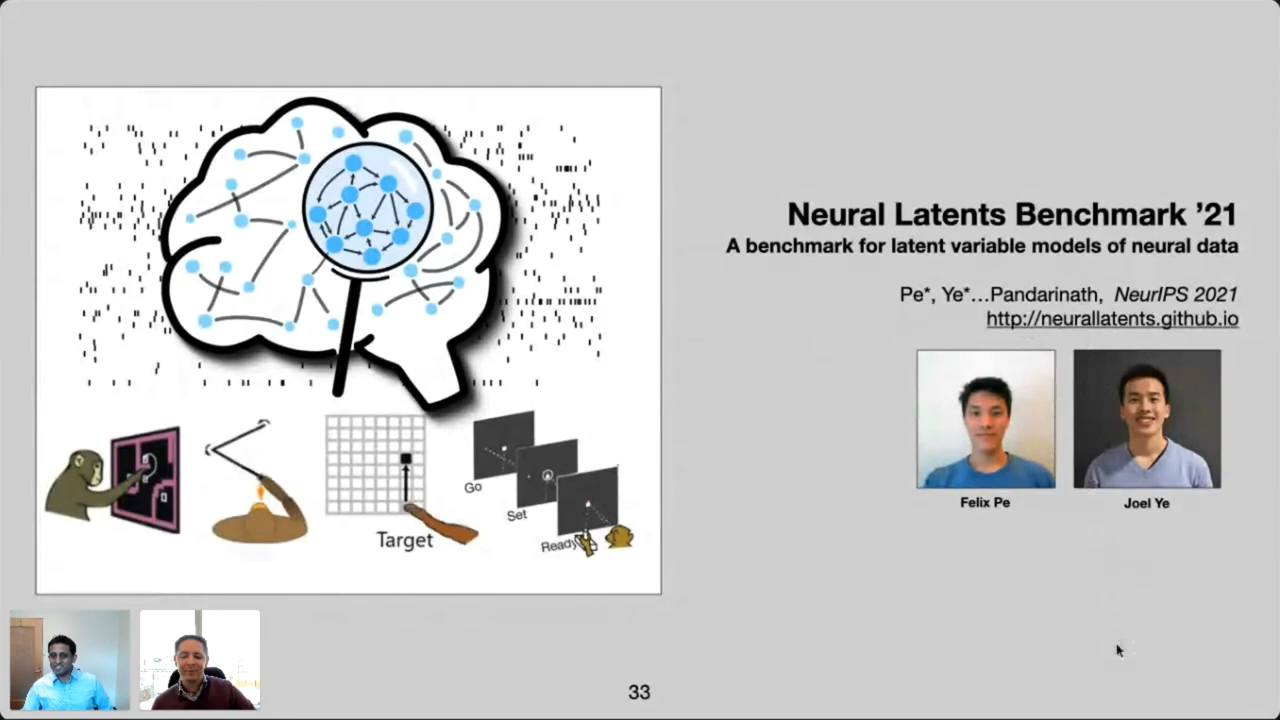 Neural Latents Benchmark ’21
A benchmark for latent variable models of neural data
Pe*, Ye*...Pandarinath, NeurIPS 2021
http://neurallatents.github.io
Felix Pe
Joel Ye
Target
Go
Set
Ready
33